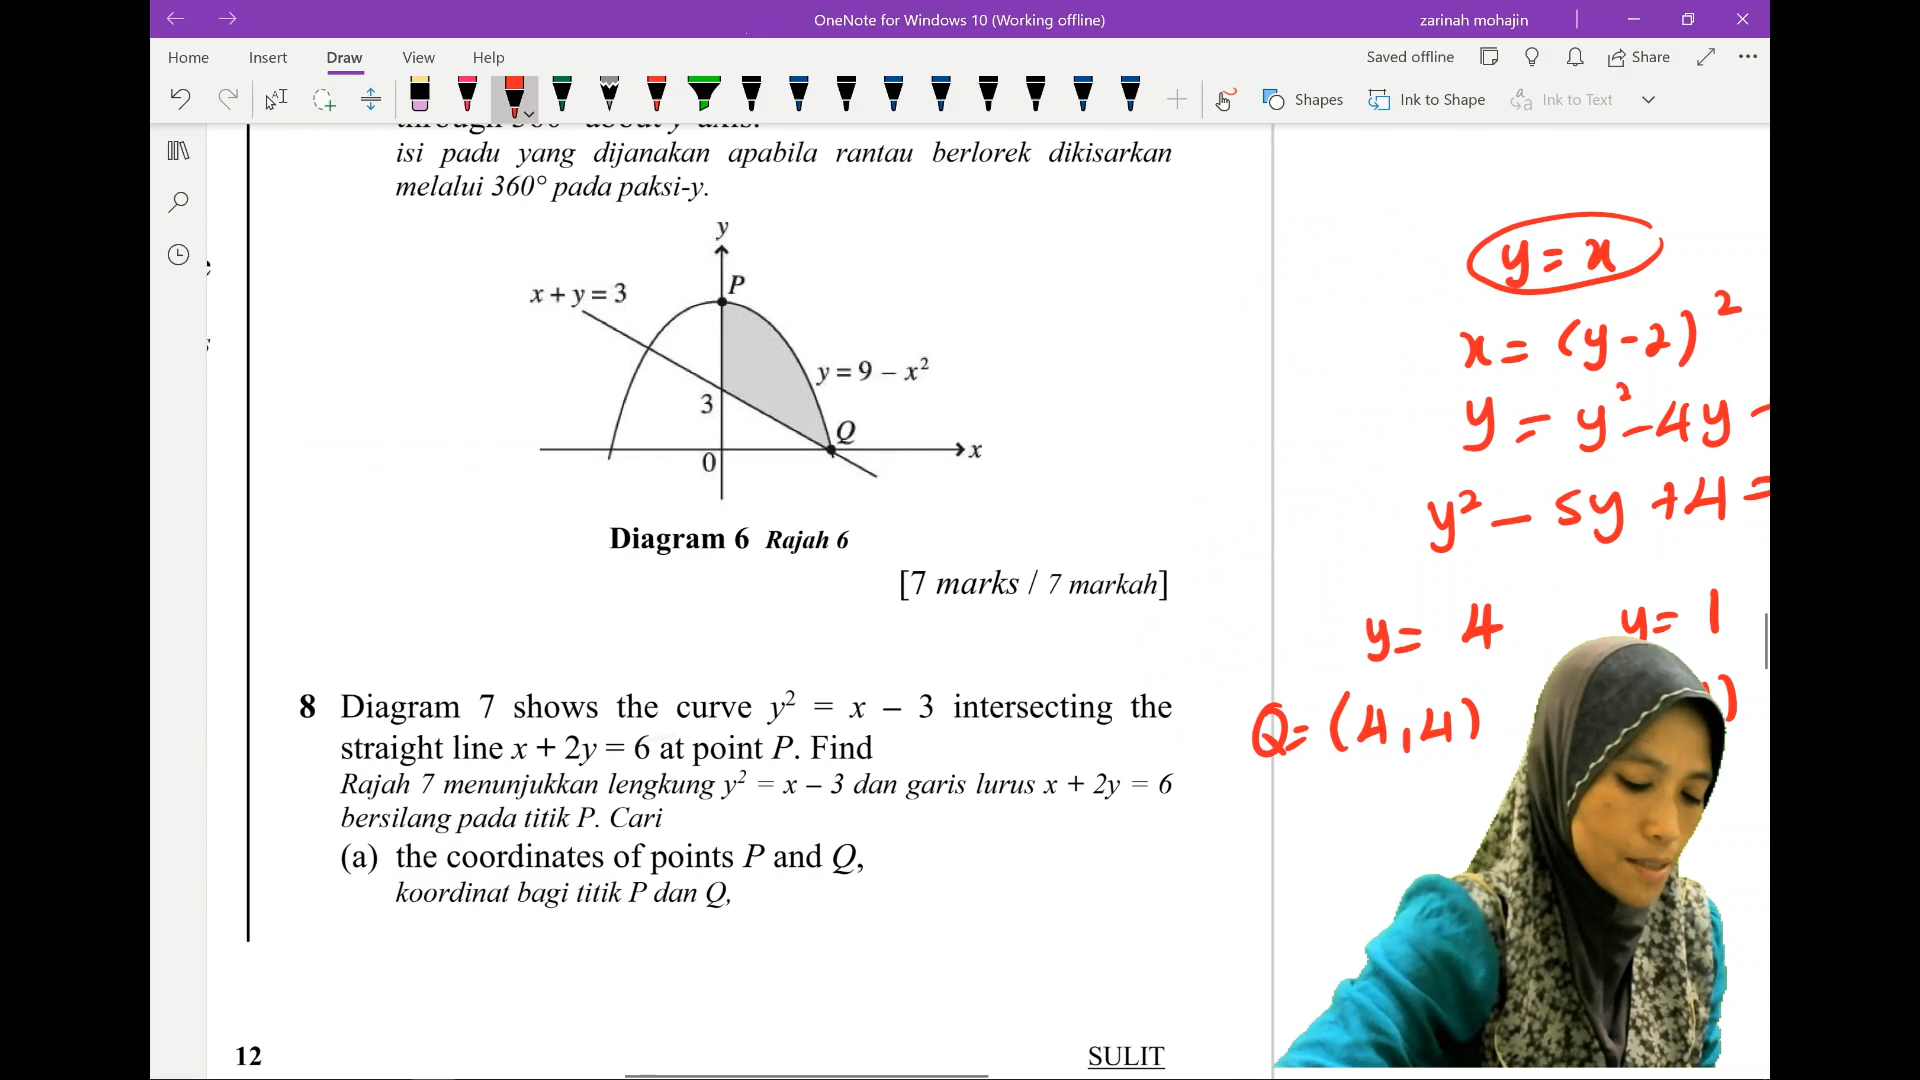 OneNote for Windows 10 (Working offline)
zarinah mohajin
Home Insert Draw View Help
Saved offline
Share
Shapes
Link to Shape
Link to Text
isi padu yang dijanakan apabila rantau berlorek dikisarkan
melalui 360° pada paksi-y.
y
P
x + y = 3
y = 9 – x²
3
Q
0
x
Diagram 6 Rajah 6
[7 marks / 7 markah]
8 Diagram 7 shows the curve y² = x – 3 intersecting the
straight line x + 2y = 6 at point P. Find
Rajah 7 menunjukkan lengkung y² = x – 3 dan garis lurus x + 2y = 6
bersilang pada titik P. Cari
(a) the coordinates of points P and Q,
koordinat bagi titik P dan Q,
12
SULIT
y = x
x = (y-2)²
y = y² - 4y
y² - 5y + 4 =
y = 4 y = 1
Q = (4,4)